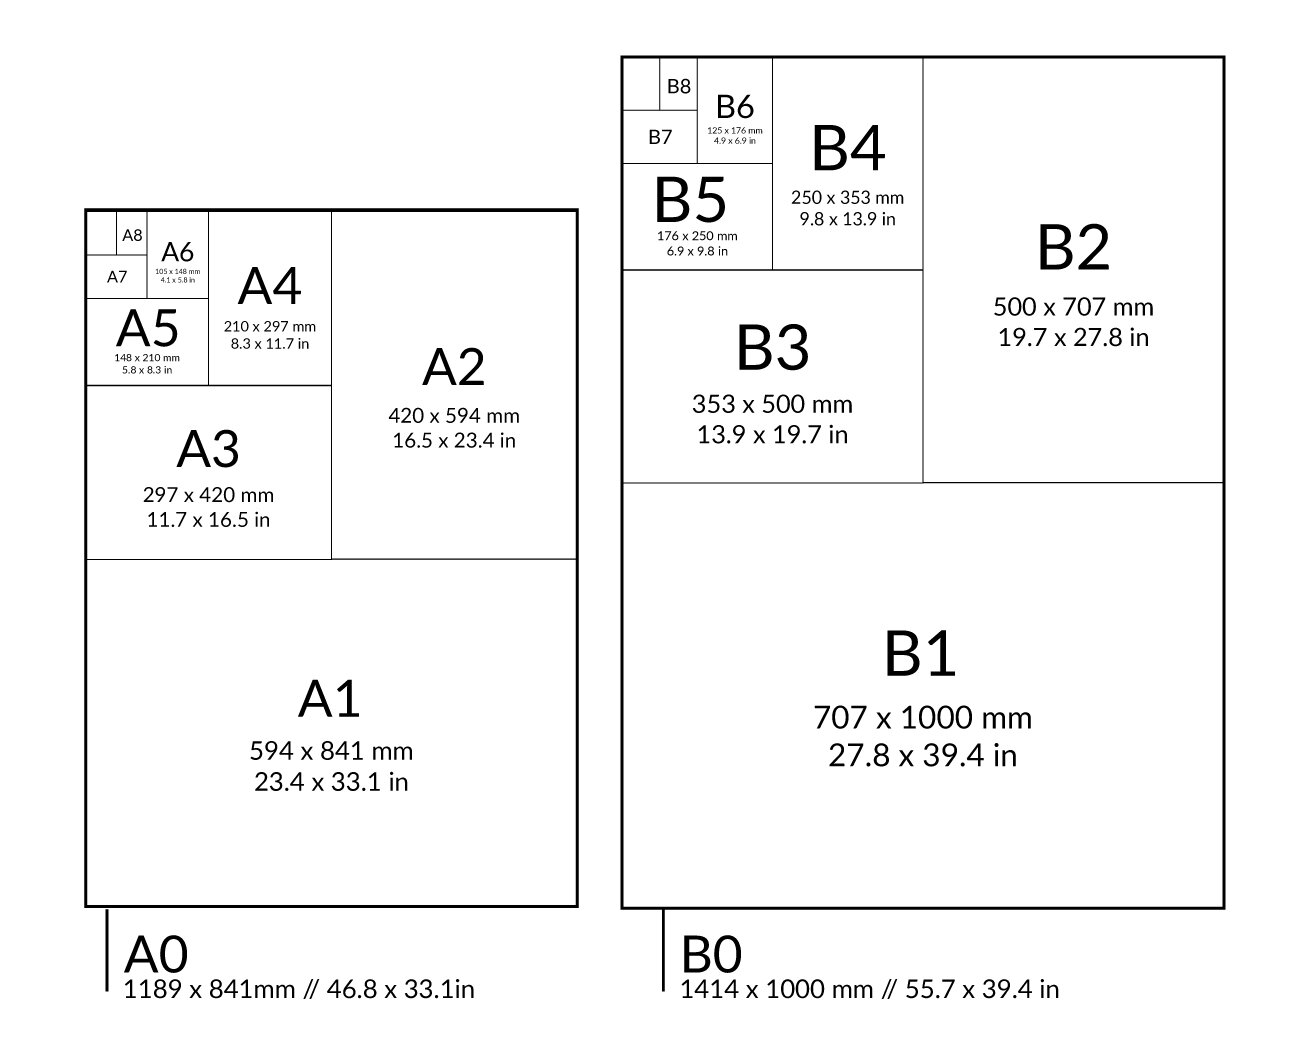 A8
A7
A6
105 x 148 mm
4.1 x 5.8 in
A5
148 x 210 mm
5.8 x 8.3 in
A4
210 x 297 mm
8.3 x 11.7 in
A3
297 x 420 mm
11.7 x 16.5 in
A2
420 x 594 mm
16.5 x 23.4 in
A1
594 x 841 mm
23.4 x 33.1 in
A0
1189 x 841mm // 46.8 x 33.1in
B8
B7
B6
125 x 176 mm
4.9 x 6.9 in
B5
176 x 250 mm
6.9 x 9.8 in
B4
250 x 353 mm
9.8 x 13.9 in
B3
353 x 500 mm
13.9 x 19.7 in
B2
500 x 707 mm
19.7 x 27.8 in
B1
707 x 1000 mm
27.8 x 39.4 in
B0
1414 x 1000 mm // 55.7 x 39.4 in